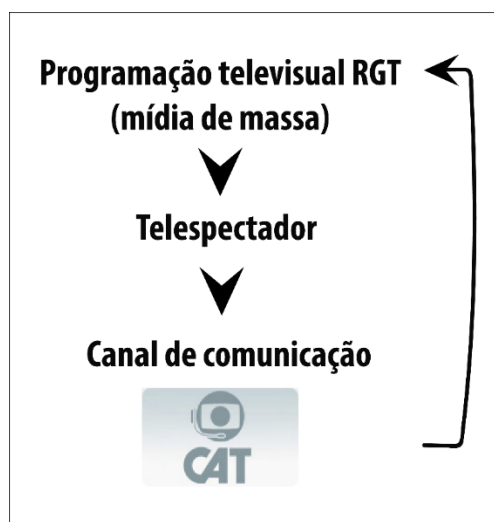 Programação televisual RGT
(mídia de massa)
Telespectador
Canal de comunicação
CAT